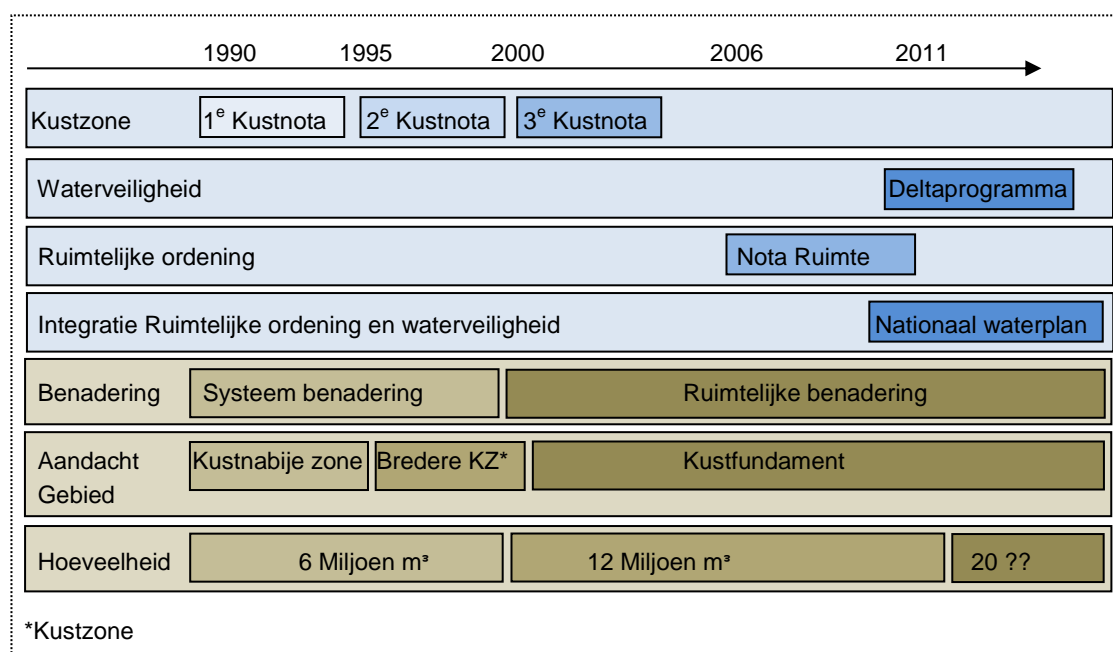 1990 1995 2000 2006 2011
Kustzone 1e Kustnota 2e Kustnota 3e Kustnota
Waterveiligheid Deltaprogramma
Ruimtelijke ordening Nota Ruimte
Integratie Ruimtelijke ordening en waterveiligheid Nationaal waterplan
Benadering Systeem benadering Ruimtelijke benadering
Aandacht Kustnabije zone Bredere KZ* Kustfundament
Gebied
Hoeveelheid 6 Miljoen m³ 12 Miljoen m³ 20 ??
*Kustzone